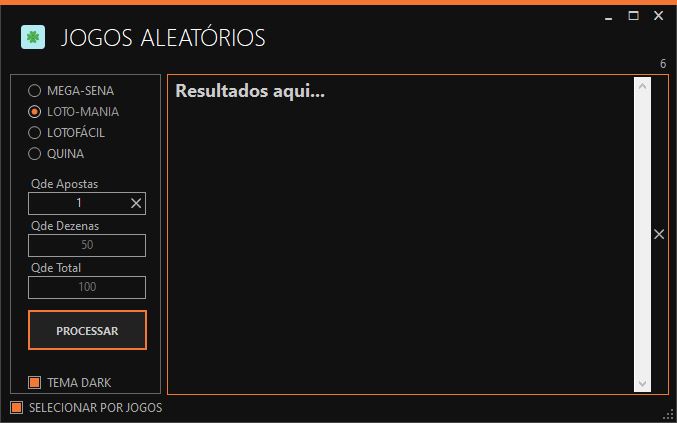 JOGOS ALEATÓRIOS
6
MEGA-SENA
LOTO-MANIA
LOTOFÁCIL
QUINA
Qde Apostas
1
Qde Dezenas
50
Qde Total
100
PROCESSAR
TEMA DARK
SELECIONAR POR JOGOS
Resultados aqui...